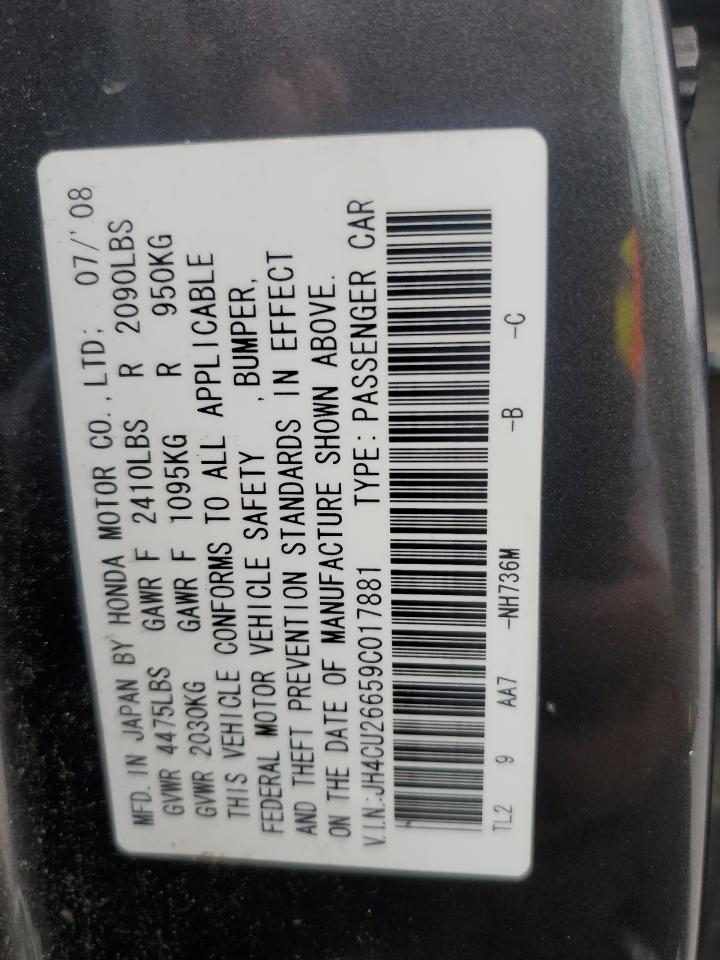 MFD. IN JAPAN BY HONDA MOTOR CO., LTD; 07/'08
GVWR 4475LBS GAWR F 2410LBS R 2090LBS
GVWR 2030KG GAWR F 1095KG R 950KG
THIS VEHICLE CONFORMS TO ALL APPLICABLE
FEDERAL MOTOR VEHICLE SAFETY ,BUMPER,
AND THEFT PREVENTION STANDARDS IN EFFECT
ON THE DATE OF MANUFACTURE SHOWN ABOVE.
V.I.N.:JH4CU26659C017881 TYPE: PASSENGER CAR
TL2 9 AA7 -NH736M -B -C